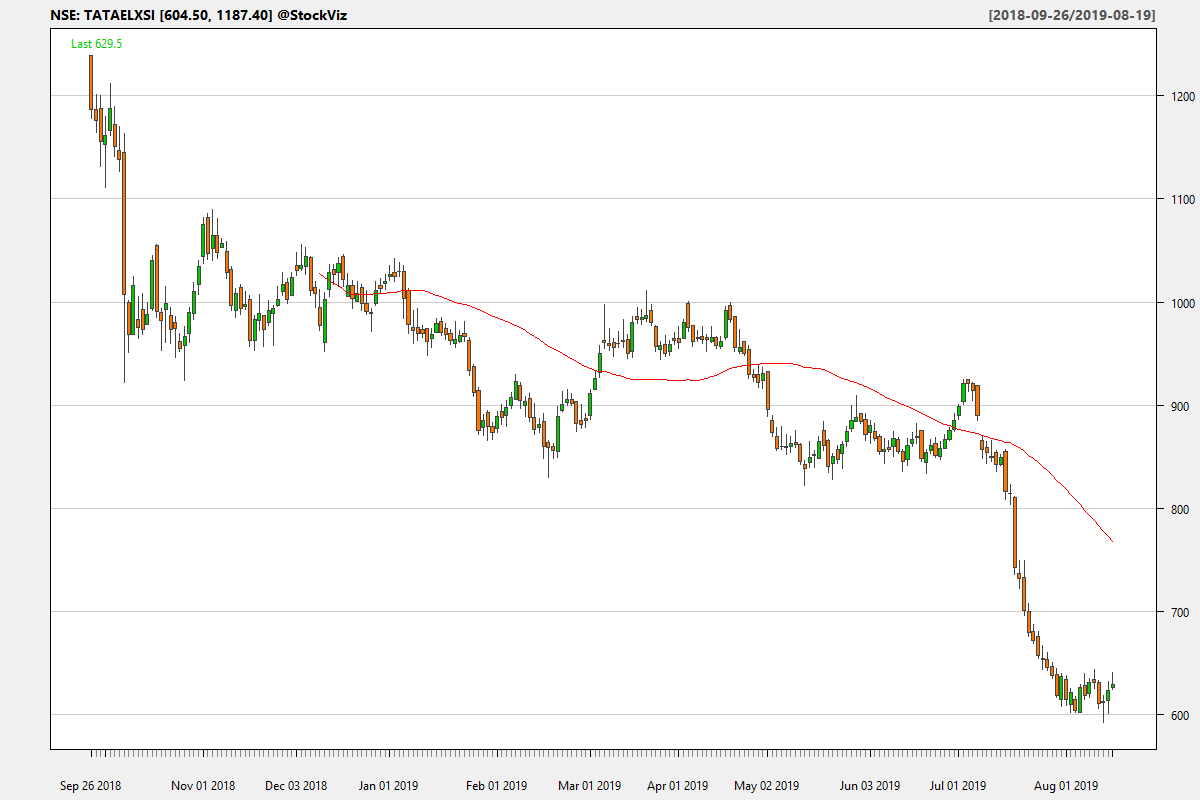 NSE: TATAELXSI [604.50, 1187.40] @StockViz
[2018-09-26/2019-08-19]
Last 629.5
1200
1100
1000
900
800
700
600
Sep 26 2018 Nov 01 2018 Dec 03 2018 Jan 01 2019 Feb 01 2019 Mar 01 2019 Apr 01 2019 May 02 2019 Jun 03 2019 Jul 01 2019 Aug 01 2019